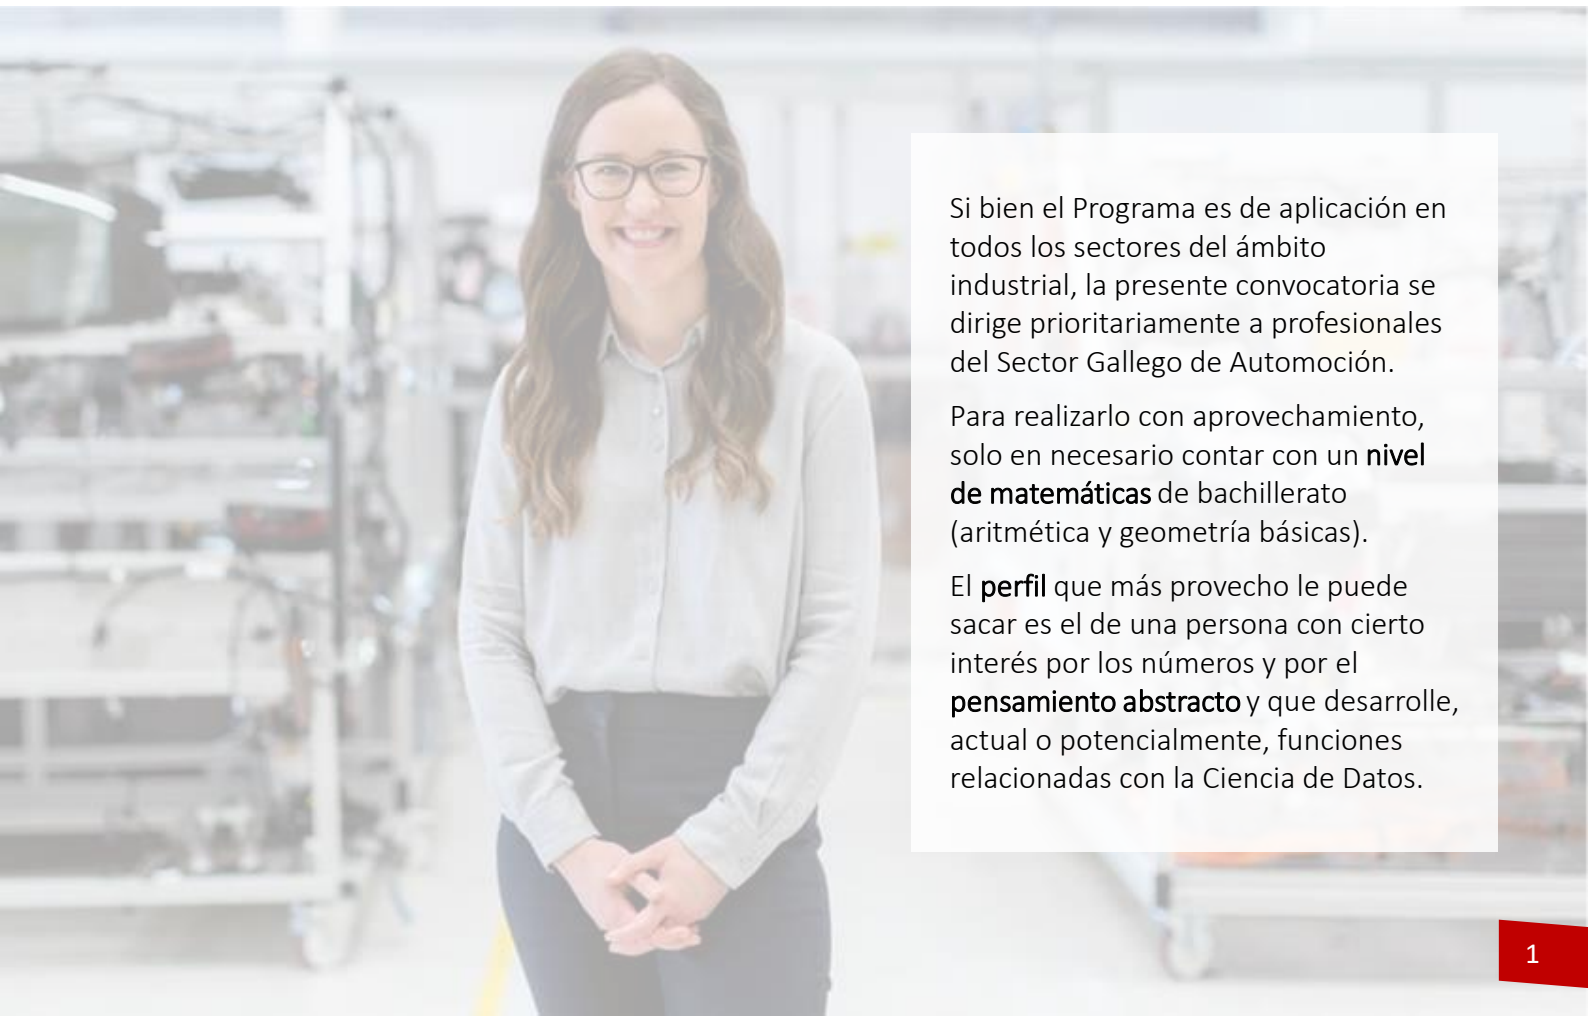 Si bien el Programa es de aplicación en
todos los sectores del ámbito
industrial, la presente convocatoria se
dirige prioritariamente a profesionales
del Sector Gallego de Automoción.
Para realizarlo con aprovechamiento,
solo en necesario contar con un nivel
de matemáticas de bachillerato
(aritmética y geometría básicas).
El perfil que más provecho le puede
sacar es el de una persona con cierto
interés por los números y por el
pensamiento abstracto y que desarrolle,
actual o potencialmente, funciones
relacionadas con la Ciencia de Datos.
1